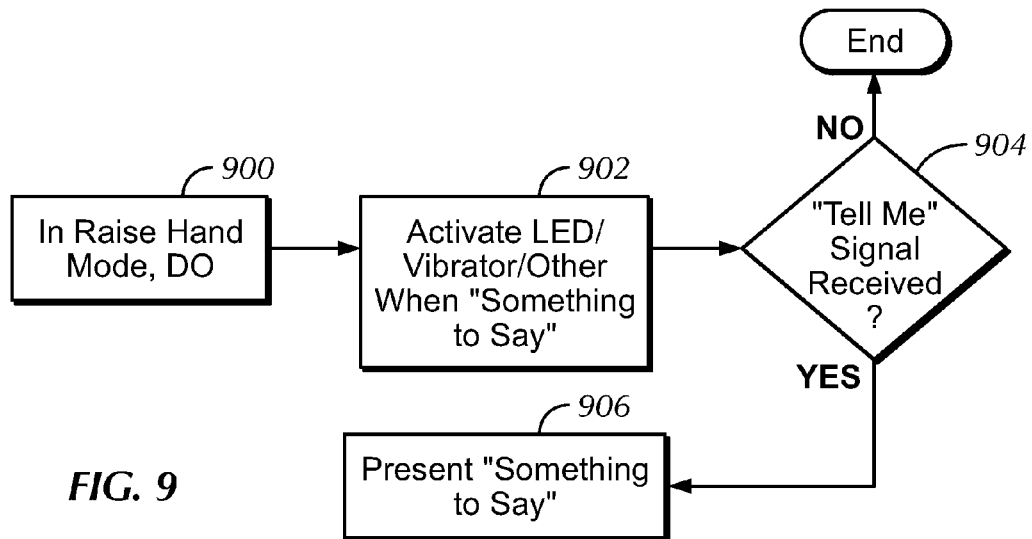 End
NO
904
900
902
In Raise Hand
Mode, DO
Activate LED/
Vibrator/Other
When "Something
to Say"
"Tell Me"
Signal
Received
?
YES
906
Present "Something
to Say"
FIG. 9